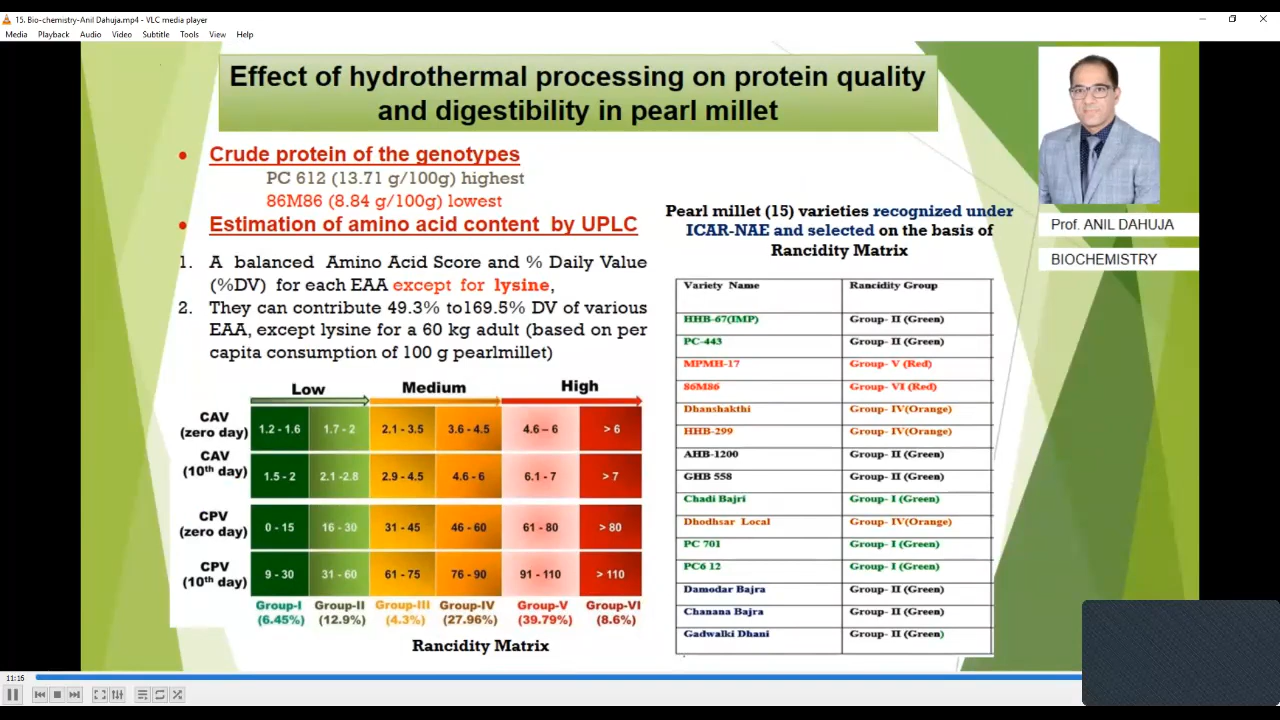 15. Bio-chemistry-Anil Dahuja.mp4 - VLC media player
Media Playback Audio Video Subtitle Tools View Help
Effect of hydrothermal processing on protein quality
and digestibility in pearl millet
• Crude protein of the genotypes
PC 612 (13.71 g/100g) highest
86M86 (8.84 g/100g) lowest
• Estimation of amino acid content by UPLC
1. A balanced Amino Acid Score and % Daily Value
(%DV) for each EAA except for lysine,
2. They can contribute 49.3% to169.5% DV of various
EAA, except lysine for a 60 kg adult (based on per
capita consumption of 100 g pearlmillet)
Low Medium High
CAV
(zero day) 1.2 - 1.6 1.7 - 2 2.1 - 3.5 3.6 - 4.5 4.6 – 6 > 6
CAV
(10th day) 1.5 - 2 2.1 -2.8 2.9 - 4.5 4.6 - 6 6.1 - 7 > 7
CPV
(zero day) 0 - 15 16 - 30 31 - 45 46 - 60 61 - 80 > 80
CPV
(10th day) 9 - 30 31 - 60 61 - 75 76 - 90 91 - 110 > 110
Group-I Group-II Group-III Group-IV Group-V Group-VI
(6.45%) (12.9%) (4.3%) (27.96%) (39.79%) (8.6%)
Rancidity Matrix
Pearl millet (15) varieties recognized under
ICAR-NAE and selected on the basis of
Rancidity Matrix
Variety Name Rancidity Group
HHB-67(IMP) Group- II (Green)
PC-443 Group- II (Green)
MPMH-17 Group- V (Red)
86M86 Group- VI (Red)
Dhanshakthi Group- IV(Orange)
HHB-299 Group- IV(Orange)
AHB-1200 Group- II (Green)
GHB 558 Group- II (Green)
Chadi Bajri Group- I (Green)
Dhodhsar Local Group- IV(Orange)
PC 701 Group- I (Green)
PC6 12 Group- I (Green)
Damodar Bajra Group- II (Green)
Chanana Bajra Group- II (Green)
Gadwalki Dhani Group- II (Green)
Prof. ANIL DAHUJA
BIOCHEMISTRY
11:16